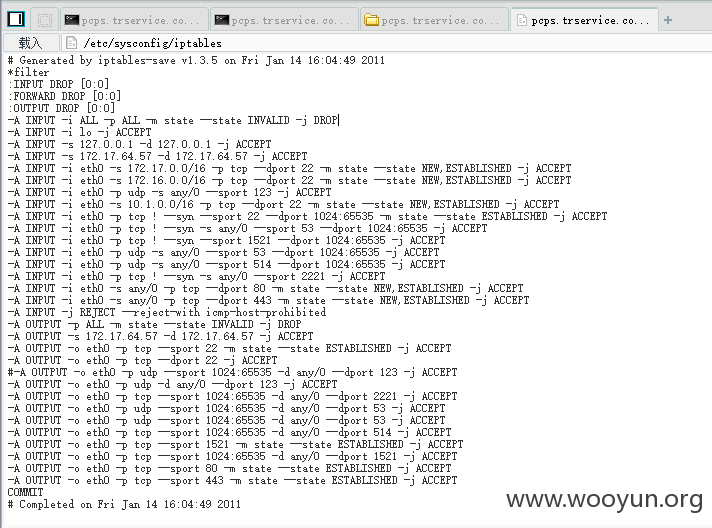 pcps.trservice.co...
pcps.trservice.co...
pcps.trservice.co...
pcps.trservice.co...
载入
/etc/sysconfig/iptables
# Generated by iptables-save v1.3.5 on Fri Jan 14 16:04:49 2011
*filter
:INPUT DROP [0:0]
:FORWARD DROP [0:0]
:OUTPUT DROP [0:0]
-A INPUT -i ALL -p ALL -m state --state INVALID -j DROP
-A INPUT -i lo -j ACCEPT
-A INPUT -s 127.0.0.1 -d 127.0.0.1 -j ACCEPT
-A INPUT -s 172.17.64.57 -d 172.17.64.57 -j ACCEPT
-A INPUT -i eth0 -s 172.17.0.0/16 -p tcp --dport 22 -m state --state NEW,ESTABLISHED -j ACCEPT
-A INPUT -i eth0 -s 172.16.0.0/16 -p tcp --dport 22 -m state --state NEW,ESTABLISHED -j ACCEPT
-A INPUT -i eth0 -p udp -s any/0 --sport 123 -j ACCEPT
-A INPUT -i eth0 -s 10.1.0.0/16 -p tcp --dport 22 -m state --state NEW,ESTABLISHED -j ACCEPT
-A INPUT -i eth0 -p tcp ! --syn --sport 22 --dport 1024:65535 -m state --state ESTABLISHED -j ACCEPT
-A INPUT -i eth0 -p tcp ! --syn -s any/0 --sport 53 --dport 1024:65535 -j ACCEPT
-A INPUT -i eth0 -p tcp ! --syn --sport 1521 --dport 1024:65535 -j ACCEPT
-A INPUT -i eth0 -p udp -s any/0 --sport 53 --dport 1024:65535 -j ACCEPT
-A INPUT -i eth0 -p udp -s any/0 --sport 514 --dport 1024:65535 -j ACCEPT
-A INPUT -i eth0 -p tcp ! --syn -s any/0 --sport 2221 -j ACCEPT
-A INPUT -i eth0 -s any/0 -p tcp --dport 80 -m state --state NEW,ESTABLISHED -j ACCEPT
-A INPUT -i eth0 -s any/0 -p tcp --dport 443 -m state --state NEW,ESTABLISHED -j ACCEPT
-A INPUT -j REJECT --reject-with icmp-host-prohibited
-A OUTPUT -p ALL -m state --state INVALID -j DROP
-A OUTPUT -s 172.17.64.57 -d 172.17.64.57 -j ACCEPT
-A OUTPUT -o eth0 -p tcp --sport 22 -m state --state ESTABLISHED -j ACCEPT
-A OUTPUT -o eth0 -p tcp --dport 22 -j ACCEPT
#-A OUTPUT -o eth0 -p udp --sport 1024:65535 -d any/0 --dport 123 -j ACCEPT
-A OUTPUT -o eth0 -p udp -d any/0 --dport 123 -j ACCEPT
-A OUTPUT -o eth0 -p tcp --sport 1024:65535 -d any/0 --dport 2221 -j ACCEPT
-A OUTPUT -o eth0 -p tcp --sport 1024:65535 -d any/0 --dport 53 -j ACCEPT
-A OUTPUT -o eth0 -p udp --sport 1024:65535 -d any/0 --dport 53 -j ACCEPT
-A OUTPUT -o eth0 -p tcp --sport 1024:65535 -d any/0 --dport 514 -j ACCEPT
-A OUTPUT -o eth0 -p tcp --sport 1521 -m state --state ESTABLISHED -j ACCEPT
-A OUTPUT -o eth0 -p tcp --sport 1024:65535 -d any/0 --dport 1521 -j ACCEPT
-A OUTPUT -o eth0 -p tcp --sport 80 -m state --state ESTABLISHED -j ACCEPT
-A OUTPUT -o eth0 -p tcp --sport 443 -m state --state ESTABLISHED -j ACCEPT
COMMIT
# Completed on Fri Jan 14 16:04:49 2011
www.wooyun.org